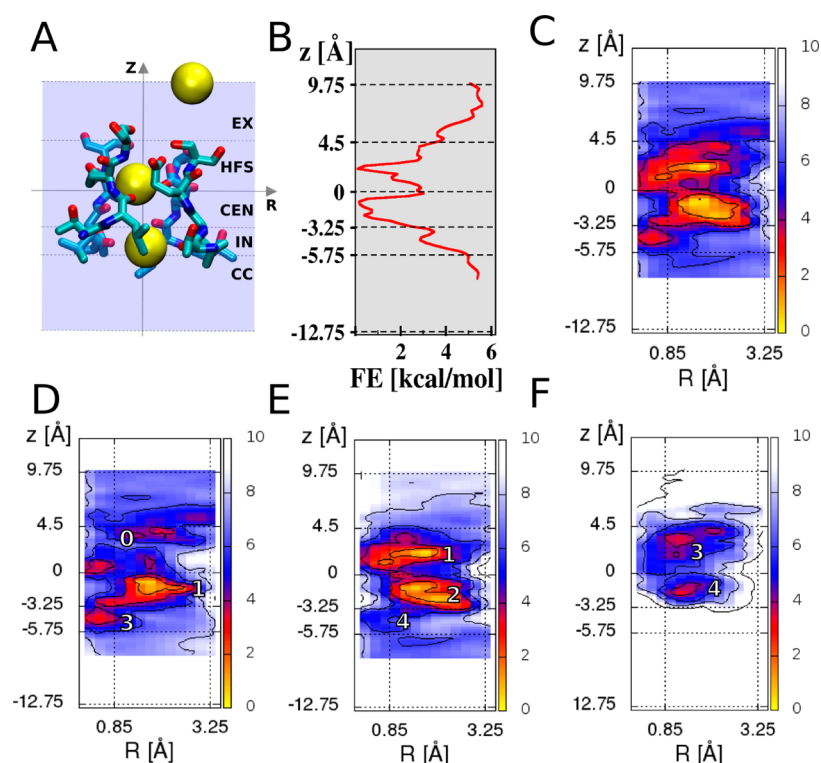 A
Z
EX
HFS
R
CEN
IN
CC
B
z [Å]
9.75
4.5
0
-3.25
-5.75
-12.75
2 4 6
FE [kcal/mol]
C
z [Å]
9.75
4.5
0
-3.25
-5.75
-12.75
0.85 3.25
R [Å]
10
8
6
4
2
0
D
z [Å]
9.75
4.5
0
-3.25
-5.75
-12.75
0
1
3
0.85 3.25
R [Å]
10
8
6
4
2
0
E
z [Å]
9.75
4.5
0
-3.25
-5.75
-12.75
1
2
4
0.85 3.25
R [Å]
10
8
6
4
2
0
F
z [Å]
9.75
4.5
0
-3.25
-5.75
-12.75
3
4
0.85 3.25
R [Å]
10
8
6
4
2
0